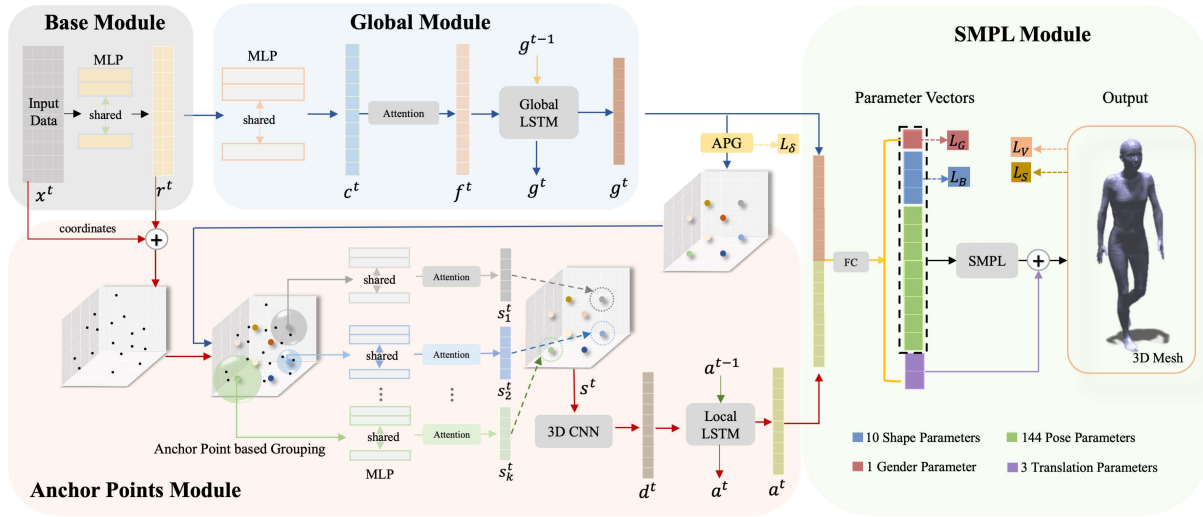 Base Module
MLP
Input
Data
shared
x^t
r^t
Global Module
MLP
shared
c^t
Attention
f^t
g^{t-1}
Global
LSTM
g^t
g^t
APG
L_δ
coordinates
+
shared
Attention
s_1^t
shared
Attention
s_2^t
...
...
shared
Attention
s_k^t
MLP
Anchor Point based Grouping
s^t
3D CNN
d^t
a^{t-1}
Local
LSTM
a^t
a^t
Anchor Points Module
SMPL Module
Parameter Vectors
Output
L_G
L_B
L_V
L_S
FC
SMPL
+
3D Mesh
10 Shape Parameters
144 Pose Parameters
1 Gender Parameter
3 Translation Parameters